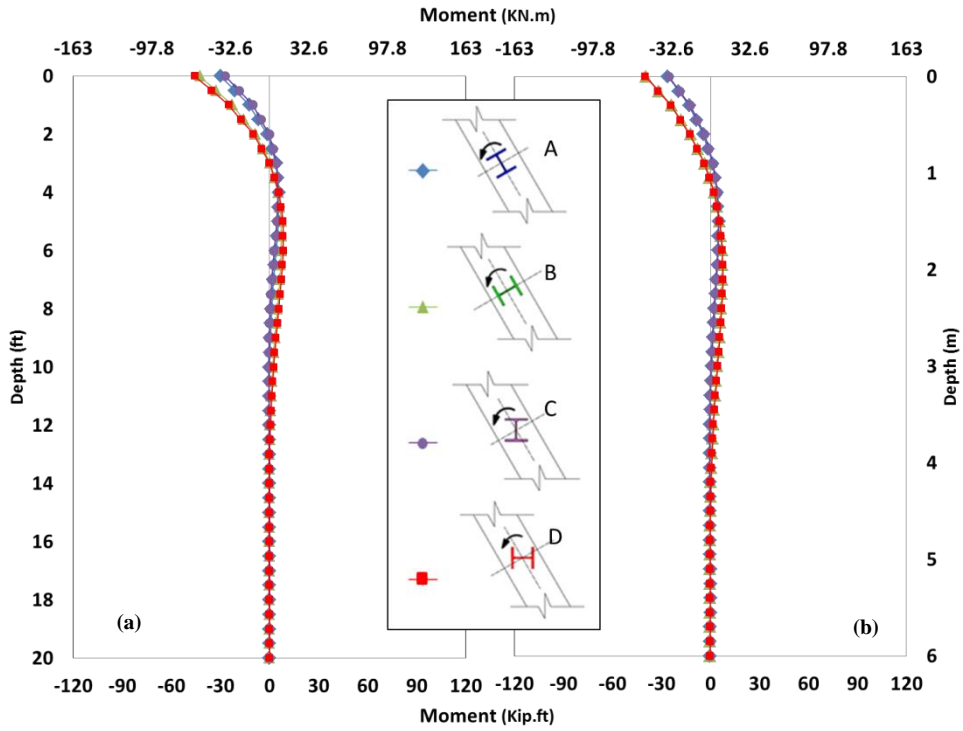 Moment (KN.m)
-163 -97.8 -32.6 32.6 97.8 163 -163 -97.8 -32.6 32.6 97.8 163
0 0
2
1
4
A
6
2
B
8
10 3
12 C
4
14
16 D 5
18
(a) (b)
20 6
-120 -90 -60 -30 0 30 60 90 120 -90 -60 -30 0 30 60 90 120
Depth (ft)
Depth (m)
Moment (Kip.ft)